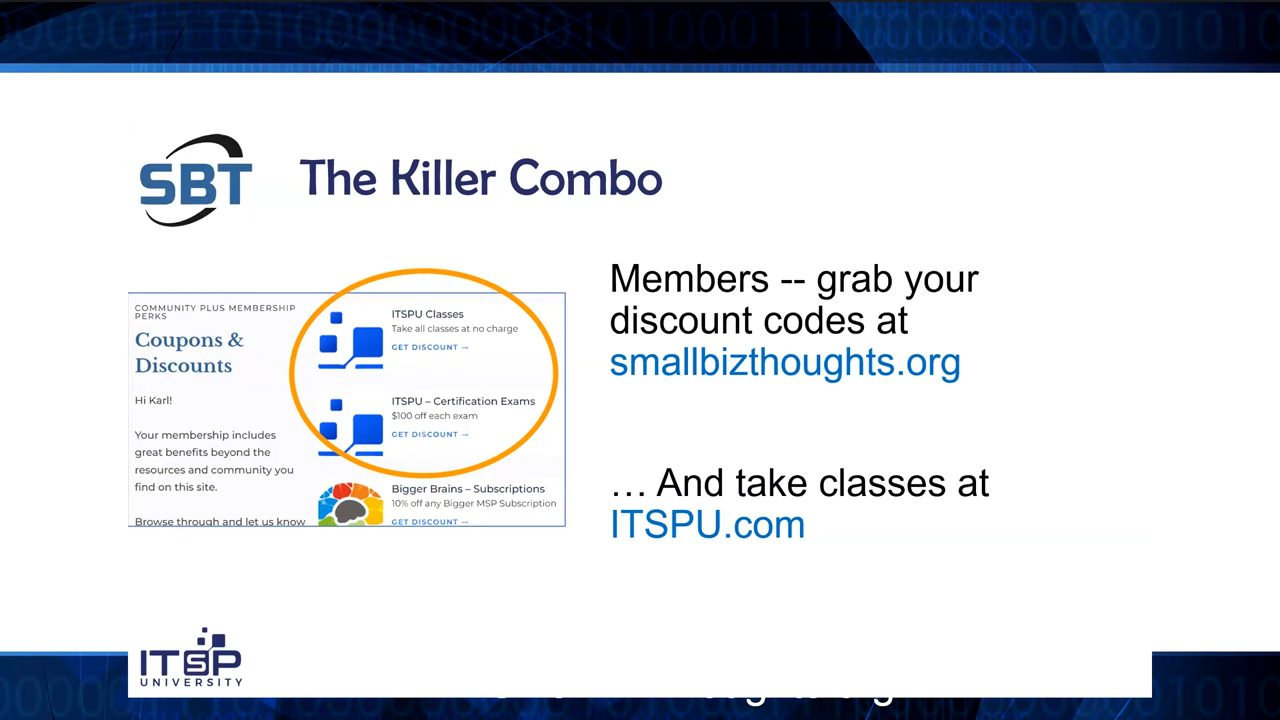 SBT
The Killer Combo
COMMUNITY PLUS MEMBERSHIP
PERKS
Coupons &
Discounts
Hi Karl!
Your membership includes
great benefits beyond the
resources and community you
find on this site.
Browse through and let us know
ITSPU Classes
Take all classes at no charge
GET DISCOUNT →
ITSPU – Certification Exams
$100 off each exam
GET DISCOUNT →
Bigger Brains – Subscriptions
10% off any Bigger MSP Subscription
GET DISCOUNT →
Members -- grab your
discount codes at
smallbizthoughts.org
… And take classes at
ITSPU.com
ITSP
UNIVERSITY